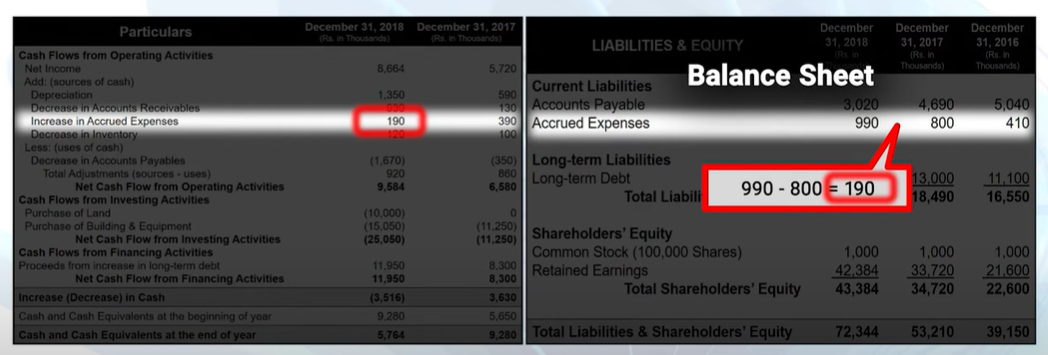 Particulars December 31, 2018 December 31, 2017
(Rs. in Thousands) (Rs. in Thousands)
Cash Flows from Operating Activities
Net Income 8,664 5,720
Add: (sources of cash)
Depreciation 1,350 590
Decrease in Accounts Receivables 130
Increase in Accrued Expenses 190 390
Decrease in Inventory 120 100
Less: (uses of cash)
Decrease in Accounts Payables (1,670) (350)
Total Adjustments (sources - uses) 920 860
Net Cash Flow from Operating Activities 9,584 6,580
Cash Flows from Investing Activities
Purchase of Land (10,000) 0
Purchase of Building & Equipment (15,050) (11,250)
Net Cash Flow from Investing Activities (25,050) (11,250)
Cash Flows from Financing Activities
Proceeds from increase in long-term debt 11,950 8,300
Net Cash Flow from Financing Activities 11,950 8,300
Increase (Decrease) in Cash (3,516) 3,630
Cash and Cash Equivalents at the beginning of year 9,280 5,650
Cash and Cash Equivalents at the end of year 5,764 9,280
LIABILITIES & EQUITY December 31, 2018 December 31, 2017 December 31, 2016
(Rs. in Thousands) (Rs. in Thousands)
Balance Sheet
Current Liabilities
Accounts Payable 3,020 4,690 5,040
Accrued Expenses 990 800 410
990 - 800 = 190
Long-term Liabilities
Long-term Debt 13,000 11,100
Total 18,490 16,550
Shareholders' Equity
Common Stock (100,000 Shares) 1,000 1,000 1,000
Retained Earnings 42,384 33,720 21,600
Total Shareholders' Equity 43,384 34,720 22,600
Total Liabilities & Shareholders' Equity 72,344 53,210 39,150